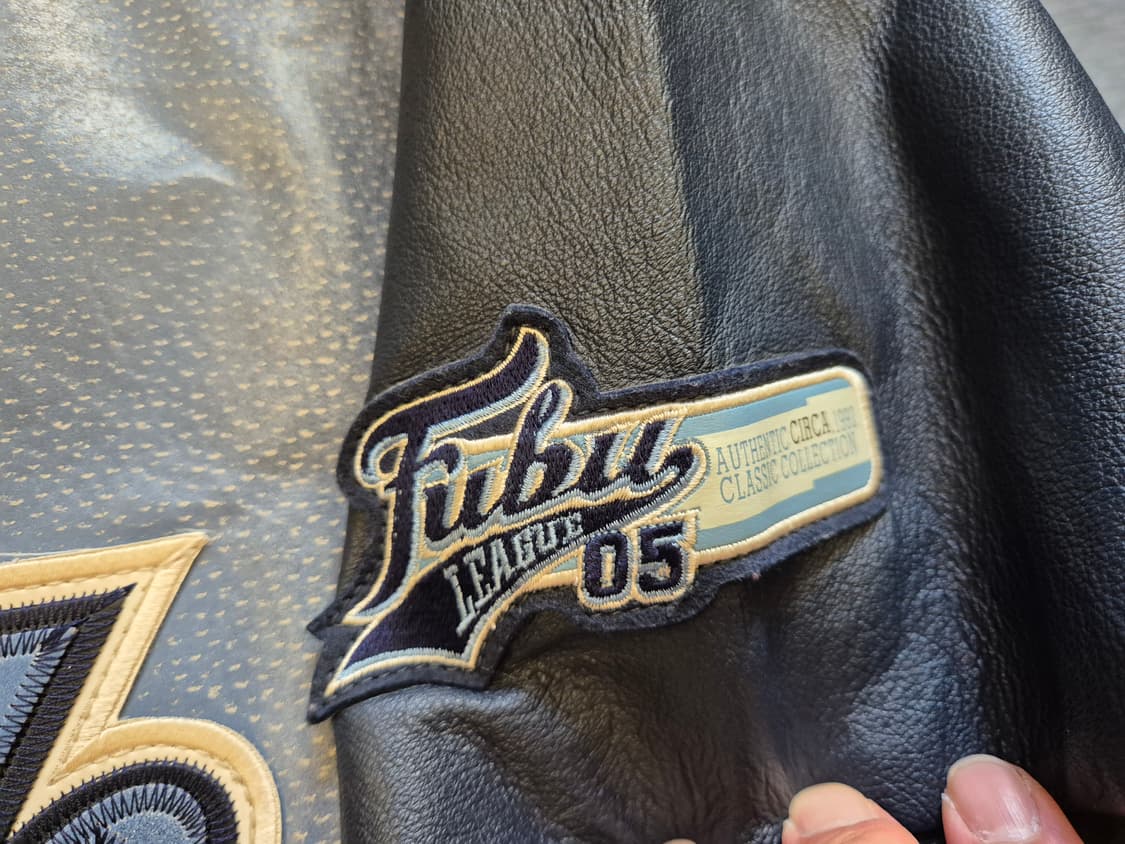 Fubu
LEAGUE
05
AUTHENTIC CIRCA 1992
CLASSIC COLLECTION